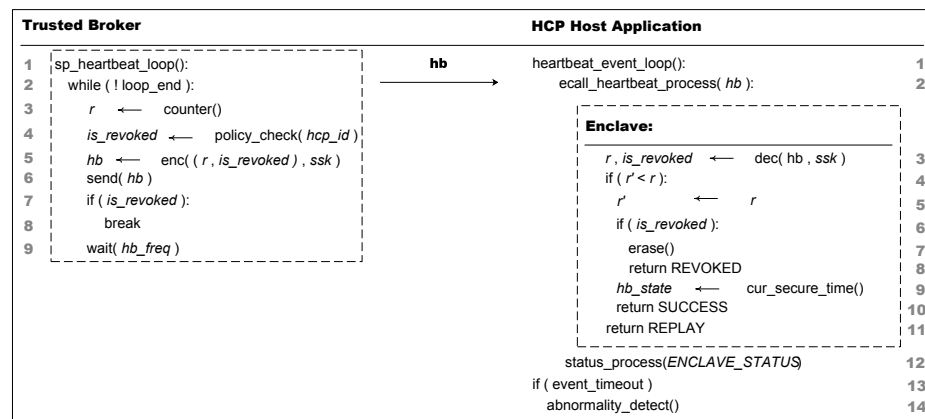 Trusted Broker
1 sp_heartbeat_loop():
2 while ( ! loop_end ):
3 r ← counter()
4 is_revoked ← policy_check( hcp_id )
5 hb ← enc( ( r , is_revoked ) , ssk )
6 send( hb )
7 if ( is_revoked ):
8 break
9 wait( hb_freq )
hb
HCP Host Application
heartbeat_event_loop(): 1
ecall_heartbeat_process( hb ): 2
Enclave:
r , is_revoked ← dec( hb , ssk ) 3
if ( r' < r ): 4
r' ← r 5
if ( is_revoked ): 6
erase() 7
return REVOKED 8
hb_state ← cur_secure_time() 9
return SUCCESS 10
return REPLAY 11
status_process(ENCLAVE_STATUS) 12
if ( event_timeout ) 13
abnormality_detect() 14